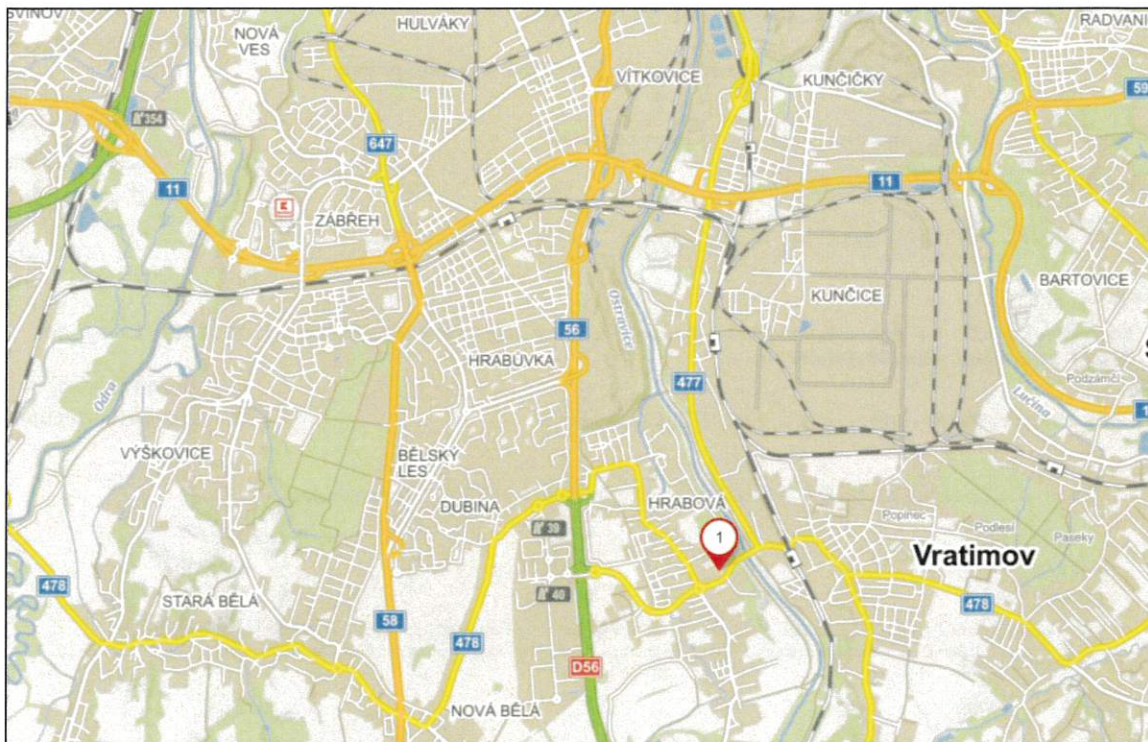 SVINOV
NOVÁ
VES
HULVÁKY
RADVANI
VÍTKOVICE
KUNČIČKY
59
354
647
11
11
ZÁBŘEH
BARTOVICE
KUNČICE
Ostravice
56
HRABŮVKA
477
Podzámčí
Lučina
Odra
1
VÝŠKOVICE
BĚLSKÝ
LES
DUBINA
HRABOVÁ
39
1
Popinec
Podlesí
Paseky
Vratimov
478
40
478
STARÁ BĚLÁ
58
478
D56
NOVÁ BĚLÁ